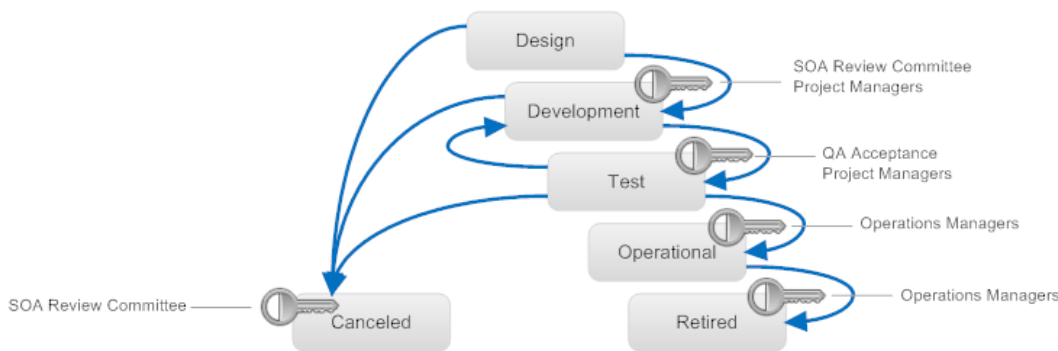 Design
SOA Review Committee
Project Managers
Development
QA Acceptance
Project Managers
Test
Operations Managers
Operational
SOA Review Committee
Operations Managers
Canceled
Retired